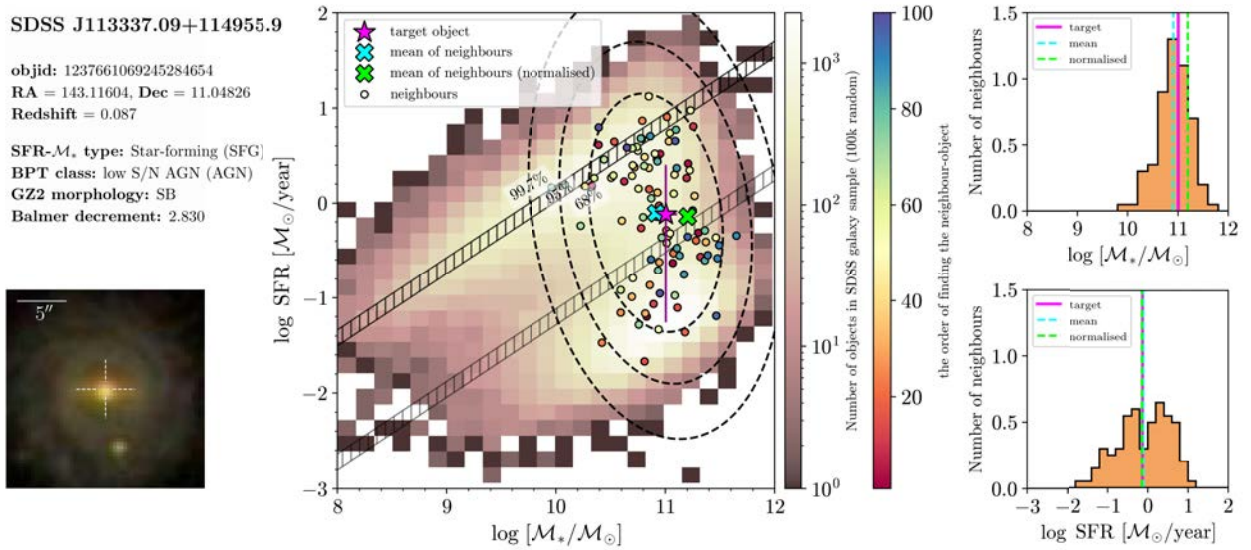 SDSS J113337.09+114955.9
objid: 1237661069245284654
RA = 143.11604, Dec = 11.04826
Redshift = 0.087
SFR-M* type: Star-forming (SFG)
BPT class: low S/N AGN (AGN)
GZ2 morphology: SB
Balmer decrement: 2.830
5″
2
1
0
−1
−2
−3
log SFR [M⊙/year]
target object
mean of neighbours
mean of neighbours (normalised)
neighbours
99.7%
95%
68%
8
9
10
11
12
log [M*/M⊙]
10³
10²
10¹
10⁰
Number of objects in SDSS galaxy sample (100k random)
100
80
60
40
20
the order of finding the neighbour-object
target
mean
normalised
1.5
1.0
0.5
0.0
Number of neighbours
8
9
10
11
12
log [M*/M⊙]
target
mean
normalised
1.5
1.0
0.5
0.0
Number of neighbours
−3
−2
−1
0
1
2
log SFR [M⊙/year]